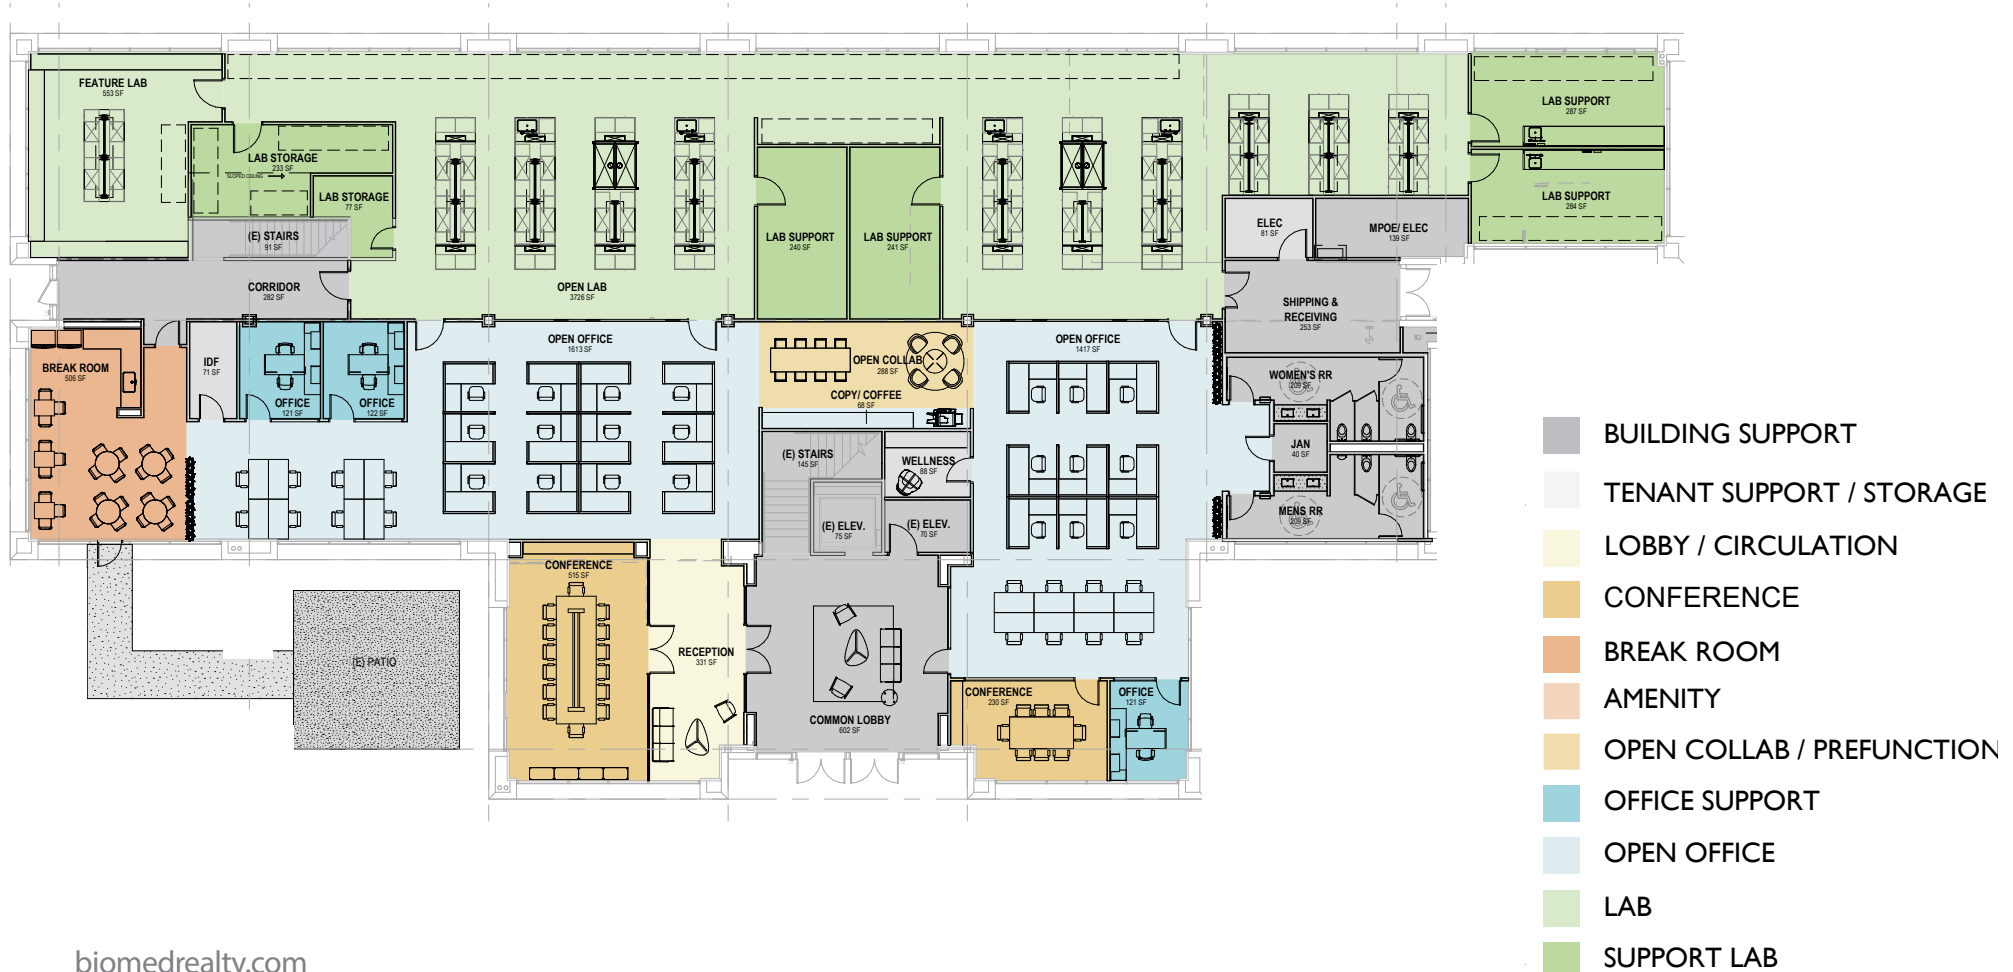 FEATURE LAB
553 SF
LAB STORAGE
233 SF
SLOPED CEILING
LAB STORAGE
77 SF
(E) STAIRS
91 SF
CORRIDOR
282 SF
OPEN LAB
3726 SF
LAB SUPPORT
240 SF
LAB SUPPORT
241 SF
LAB SUPPORT
287 SF
LAB SUPPORT
284 SF
ELEC
81 SF
MPOE/ ELEC
139 SF
SHIPPING &
RECEIVING
253 SF
BREAK ROOM
506 SF
IDF
71 SF
OFFICE
121 SF
OFFICE
122 SF
OPEN OFFICE
1613 SF
OPEN COLLAB
288 SF
COPY/ COFFEE
68 SF
OPEN OFFICE
1417 SF
WOMEN'S RR
209 SF
JAN
40 SF
MENS RR
209 SF
(E) STAIRS
145 SF
WELLNESS
88 SF
(E) ELEV.
75 SF
(E) ELEV.
70 SF
CONFERENCE
515 SF
RECEPTION
331 SF
COMMON LOBBY
602 SF
CONFERENCE
230 SF
OFFICE
121 SF
(E) PATIO
BUILDING SUPPORT
TENANT SUPPORT / STORAGE
LOBBY / CIRCULATION
CONFERENCE
BREAK ROOM
AMENITY
OPEN COLLAB / PREFUNCTION
OFFICE SUPPORT
OPEN OFFICE
LAB
SUPPORT LAB
biomedrealty.com